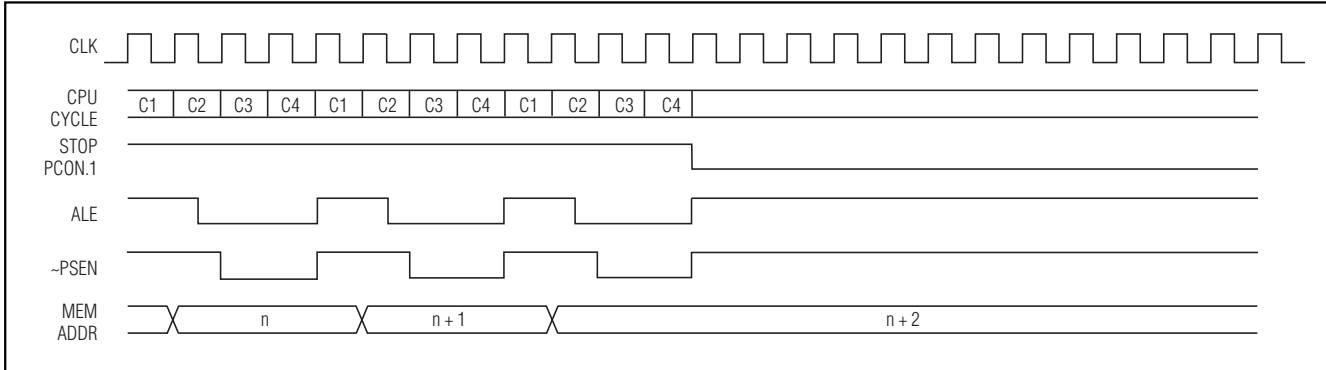 CLK
CPU
CYCLE
C1 C2 C3 C4 C1 C2 C3 C4 C1 C2 C3 C4
STOP
PCON.1
ALE
~PSEN
MEM
ADDR
n n + 1 n + 2